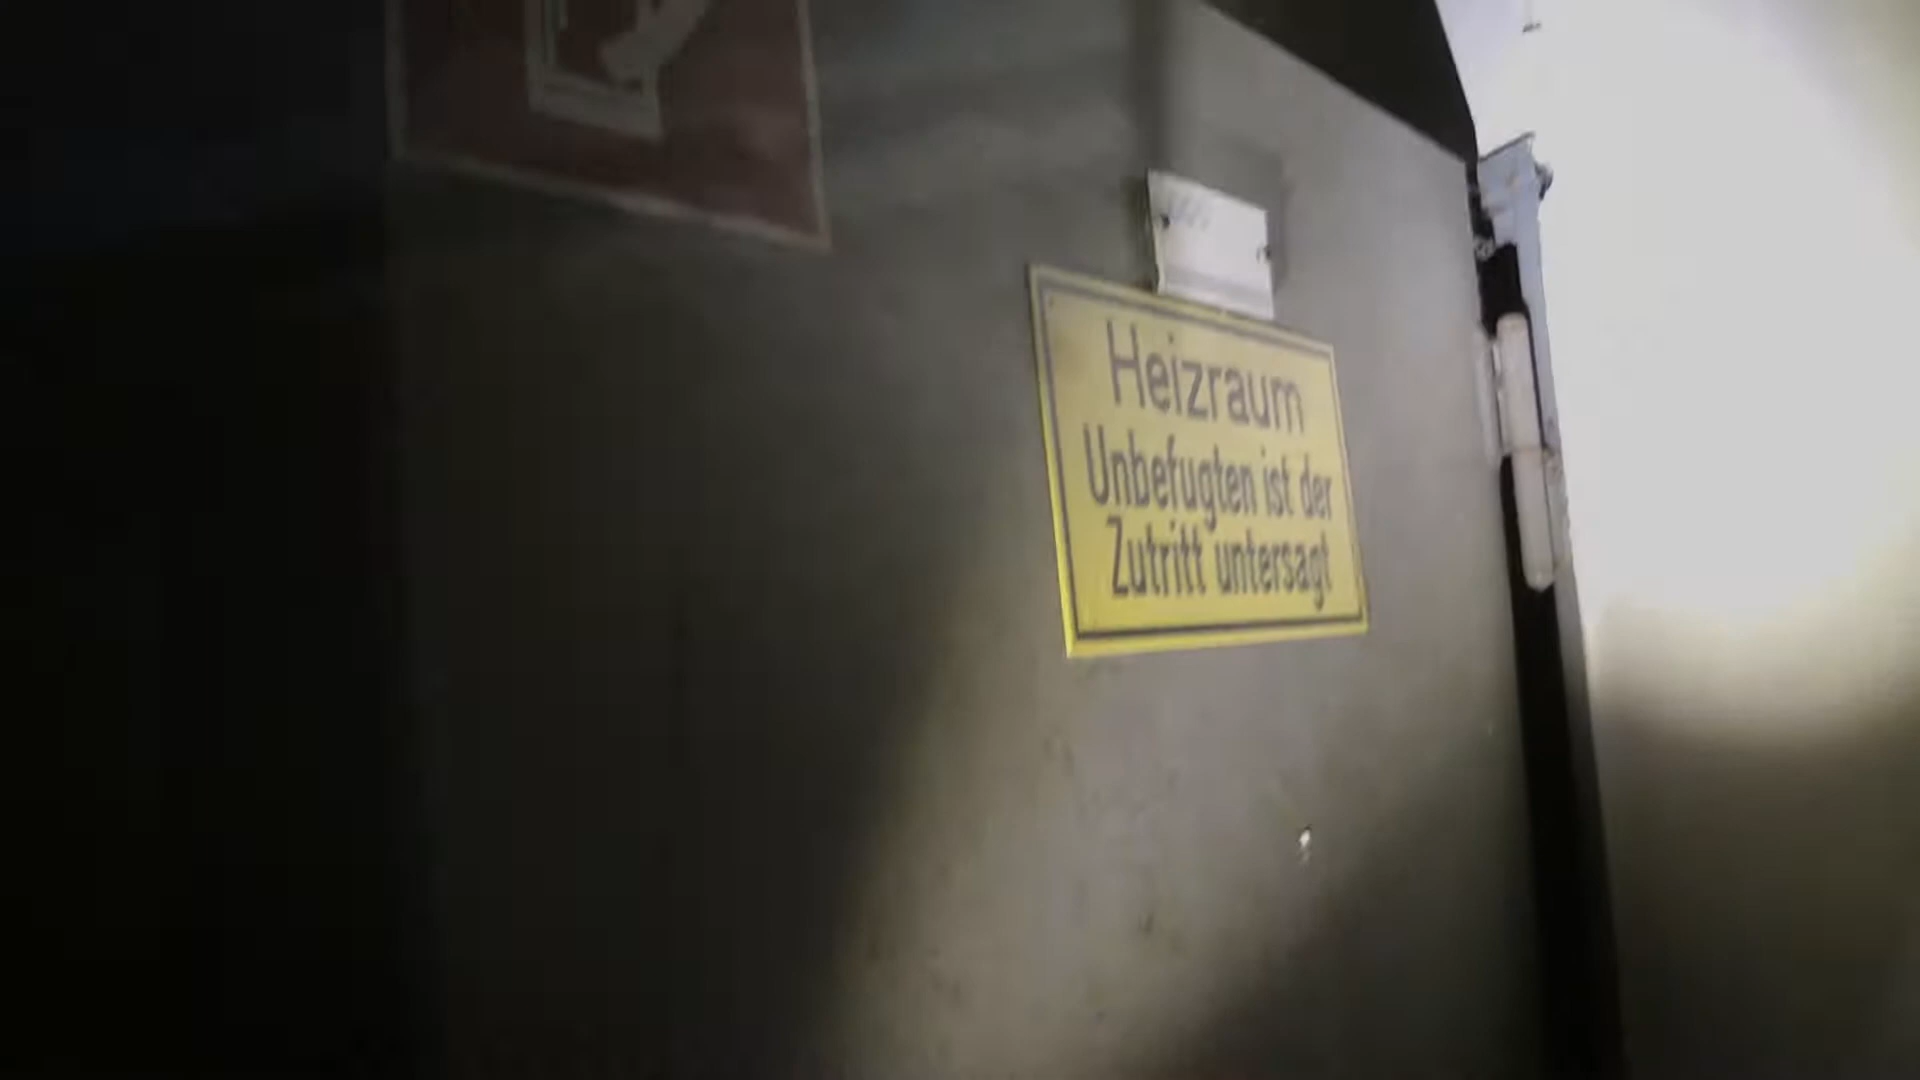 Heizraum
Unbefugten ist der
Zutritt untersagt